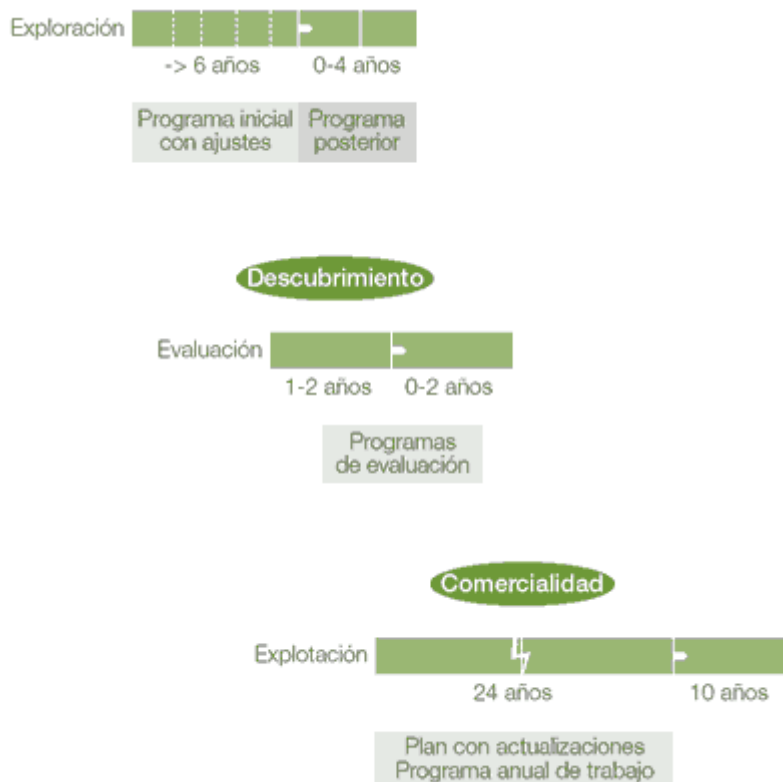 Exploración
-> 6 años 0-4 años
Programa inicial
con ajustes
Programa
posterior
Descubrimiento
Evaluación
1-2 años 0-2 años
Programas
de evaluación
Comercialidad
Explotación
24 años 10 años
Plan con actualizaciones
Programa anual de trabajo